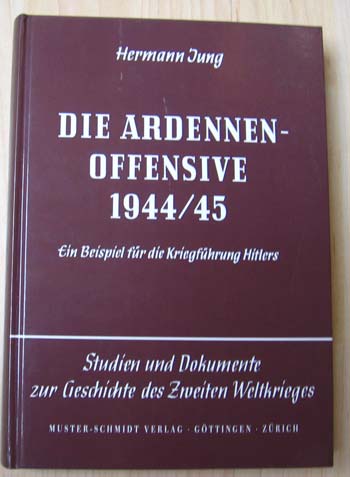 Hermann Jung
DIE ARDENNEN-
OFFENSIVE
1944/45
Ein Beispiel für die Kriegführung Hitlers
Studien und Dokumente
zur Geschichte des Zweiten Weltkrieges
MUSTER-SCHMIDT VERLAG · GÖTTINGEN · ZÜRICH